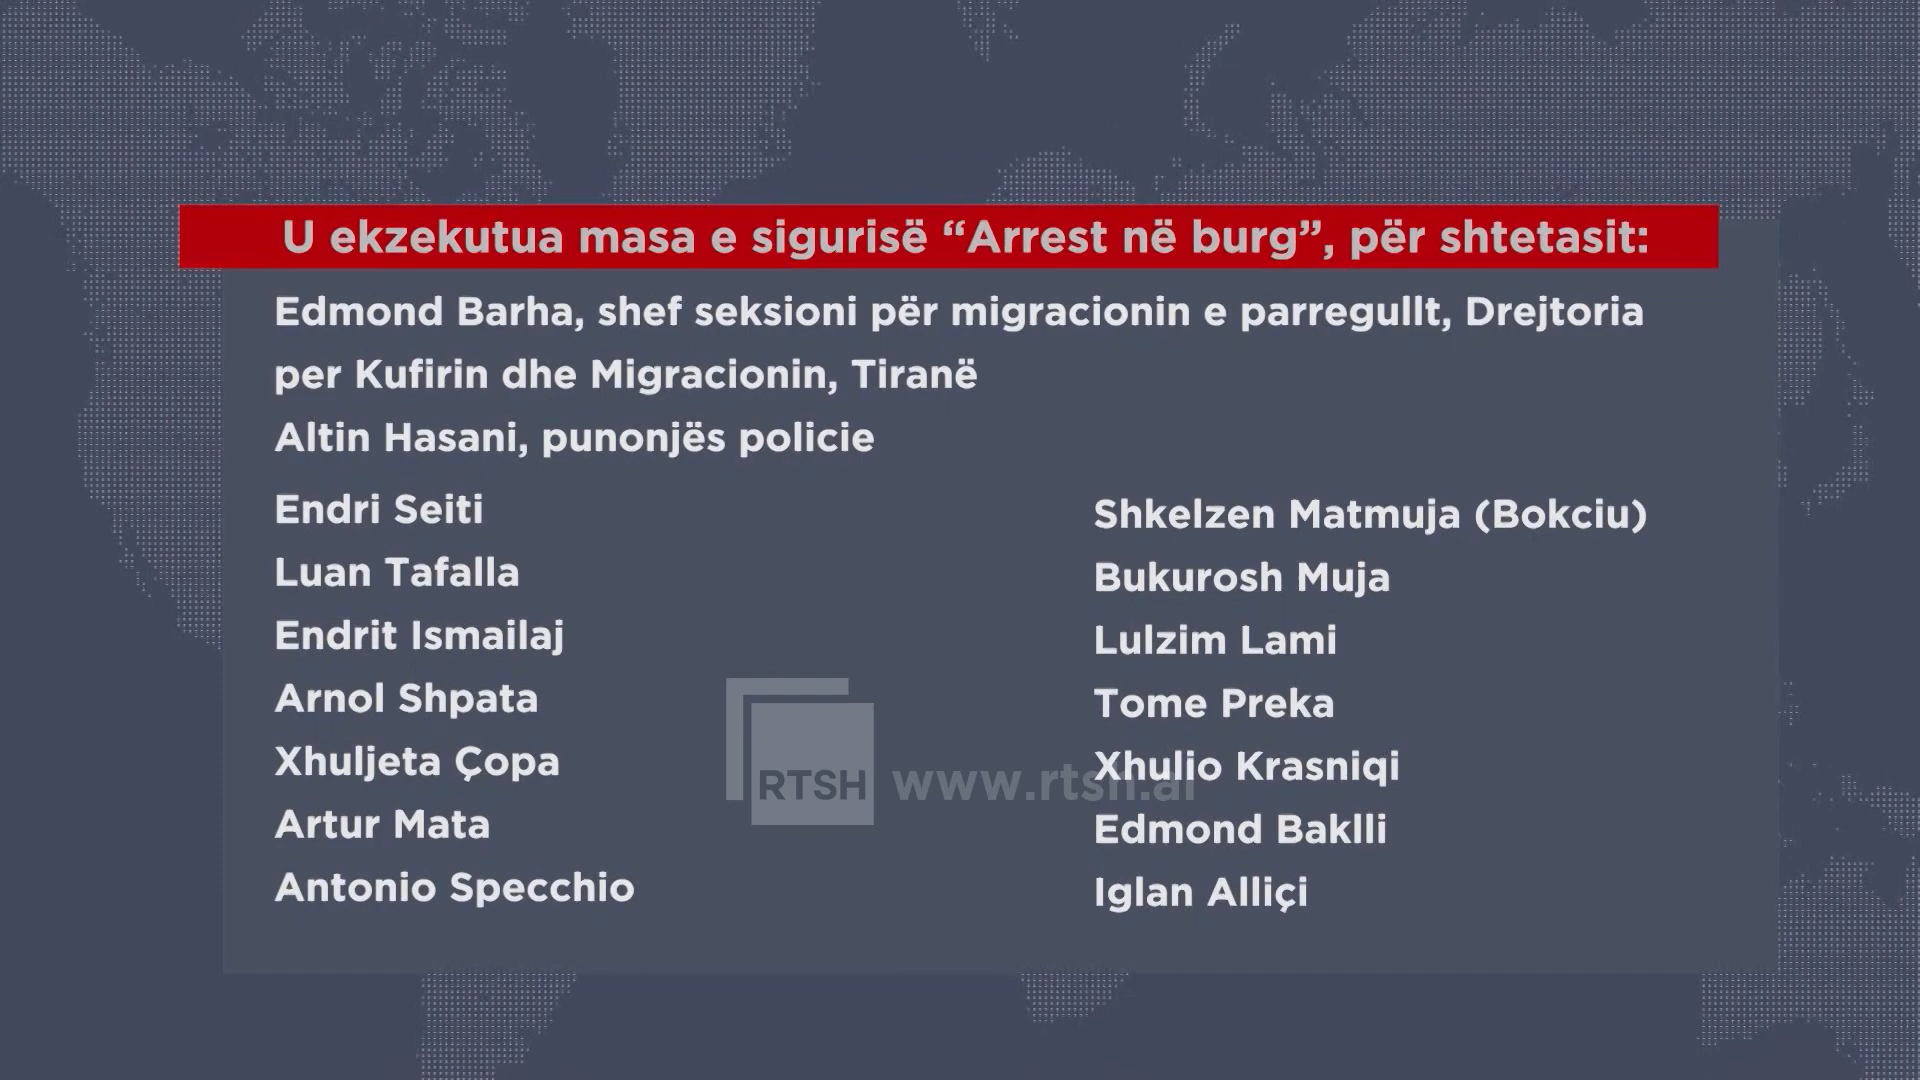 U ekzekutua masa e sigurisë “Arrest në burg”, për shtetasit:
Edmond Barha, shef seksioni për migracionin e parregullt, Drejtoria
per Kufirin dhe Migracionin, Tiranë
Altin Hasani, punonjës policie
Endri Seiti
Luan Tafalla
Endrit Ismailaj
Arnol Shpata
Xhuljeta Çopa
Artur Mata
Antonio Specchio
Shkelzen Matmuja (Bokciu)
Bukurosh Muja
Lulzim Lami
Tome Preka
Xhulio Krasniqi
Edmond Baklli
Iglan Alliçi
RTSH www.rtsh.al